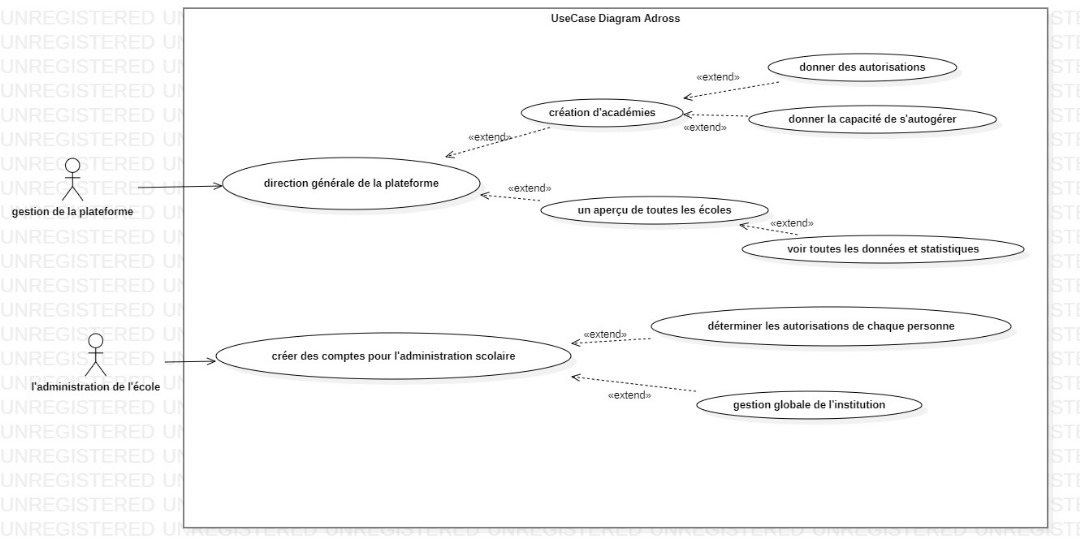 UseCase Diagram Adross
donner des autorisations
«extend»
création d'académies
donner la capacité de s'autogérer
«extend»
«extend»
direction générale de la plateforme
gestion de la plateforme
«extend»
un aperçu de toutes les écoles
«extend»
voir toutes les données et statistiques
déterminer les autorisations de chaque personne
«extend»
créer des comptes pour l'administration scolaire
l'administration de l'école
«extend»
gestion globale de l'institution
UNREGISTERED